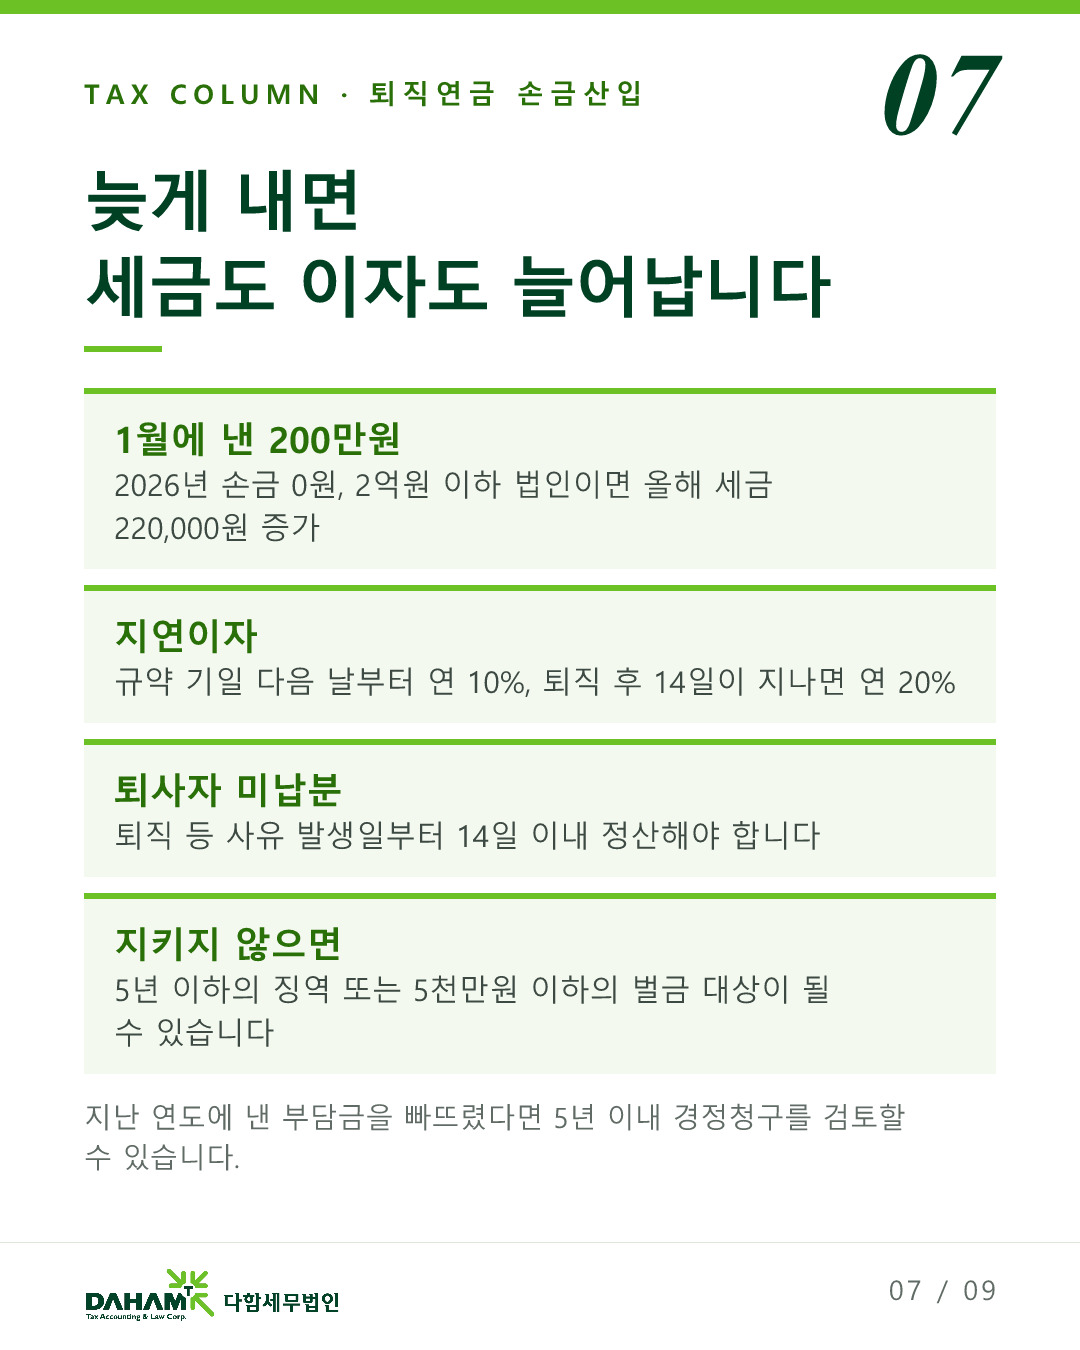 TAX COLUMN · 퇴직연금 손금산입
07
늦게 내면
세금도 이자도 늘어납니다
1월에 낸 200만원
2026년 손금 0원, 2억원 이하 법인이면 올해 세금
220,000원 증가
지연이자
규약 기일 다음 날부터 연 10%, 퇴직 후 14일이 지나면 연 20%
퇴사자 미납분
퇴직 등 사유 발생일부터 14일 이내 정산해야 합니다
지키지 않으면
5년 이하의 징역 또는 5천만원 이하의 벌금 대상이 될
수 있습니다
지난 연도에 낸 부담금을 빠뜨렸다면 5년 이내 경정청구를 검토할
수 있습니다.
DAHAM T 다함세무법인
Tax Accounting & Law Corp.
07 / 09